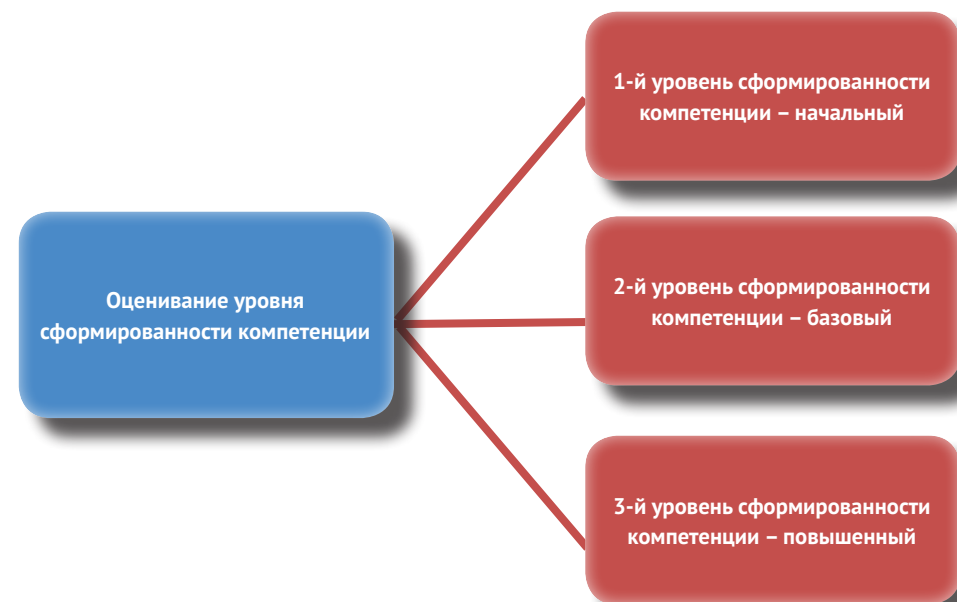 Оценивание уровня
сформированности компетенции
1-й уровень сформированности
компетенции – начальный
2-й уровень сформированности
компетенции – базовый
3-й уровень сформированности
компетенции – повышенный